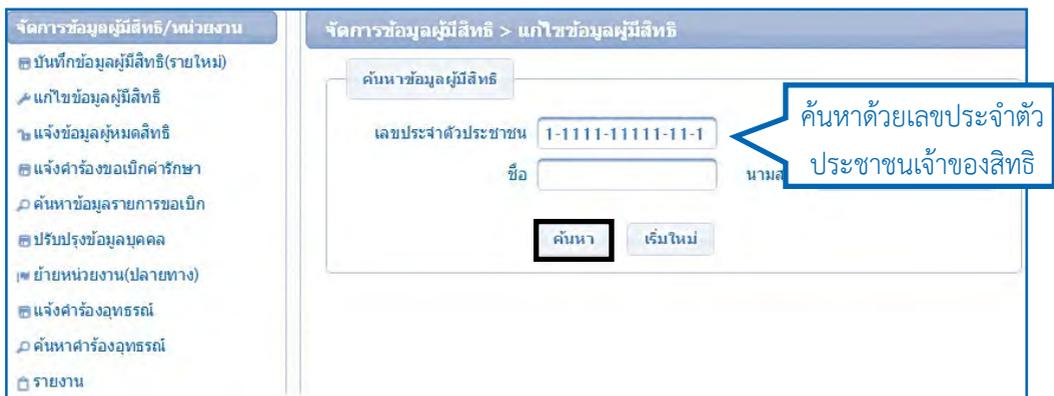 จัดการข้อมูลผู้มีสิทธิ/หน่วยงาน
บันทึกข้อมูลผู้มีสิทธิ(รายใหม่)
แก้ไขข้อมูลผู้มีสิทธิ
แจ้งข้อมูลผู้หมดสิทธิ
แจ้งคำร้องขอเบิกค่ารักษา
ค้นหาข้อมูลรายการขอเบิก
ปรับปรุงข้อมูลบุคคล
ย้ายหน่วยงาน(ปลายทาง)
แจ้งคำร้องอุทธรณ์
ค้นหาคำร้องอุทธรณ์
รายงาน
จัดการข้อมูลผู้มีสิทธิ > แก้ไขข้อมูลผู้มีสิทธิ
ค้นหาข้อมูลผู้มีสิทธิ
เลขประจำตัวประชาชน 1-1111-11111-11-1
ชื่อ
ค้นหา เริ่มใหม่
ค้นหาด้วยเลขประจำตัว
ประชาชนเจ้าของสิทธิ